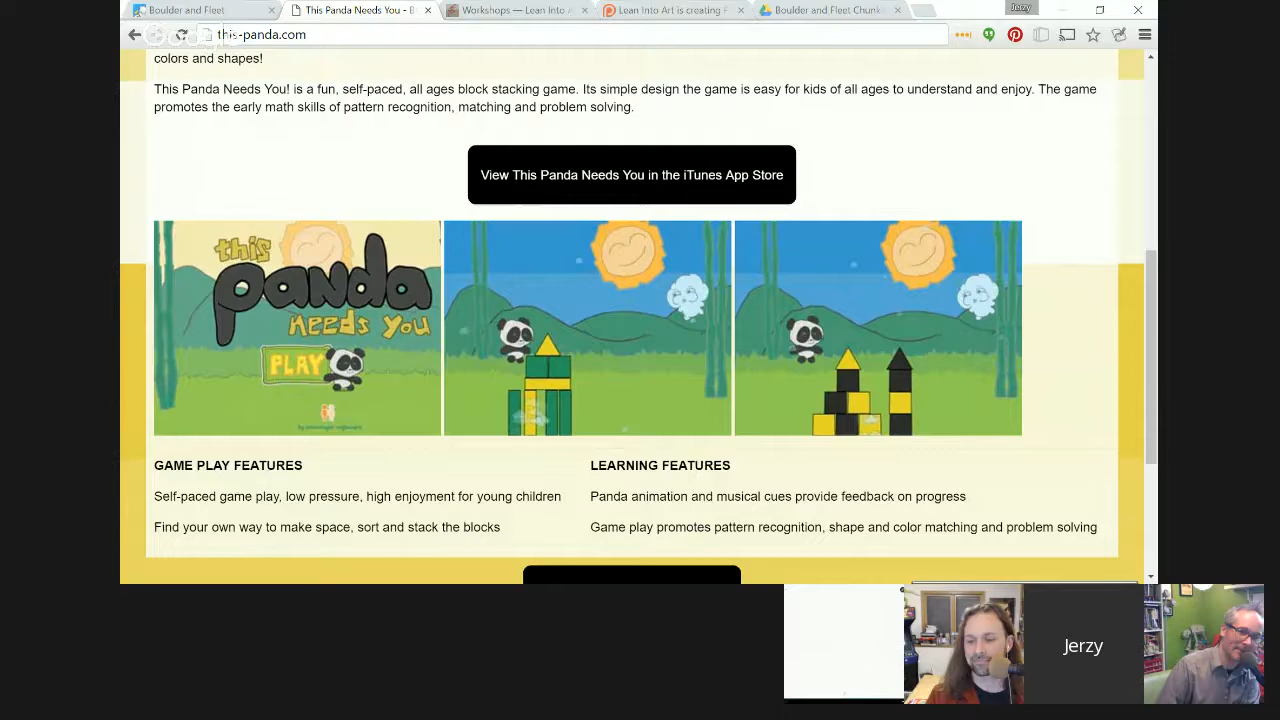 Boulder and Fleet
This Panda Needs You - B
Workshops — Lean Into A
Lean Into Art is creating F
Boulder and Fleet Chunk
Jerzy
this-panda.com
colors and shapes!
This Panda Needs You! is a fun, self-paced, all ages block stacking game. Its simple design the game is easy for kids of all ages to understand and enjoy. The game
promotes the early math skills of pattern recognition, matching and problem solving.
View This Panda Needs You in the iTunes App Store
this
panda
needs you
PLAY
GAME PLAY FEATURES
Self-paced game play, low pressure, high enjoyment for young children
Find your own way to make space, sort and stack the blocks
LEARNING FEATURES
Panda animation and musical cues provide feedback on progress
Game play promotes pattern recognition, shape and color matching and problem solving
Jerzy